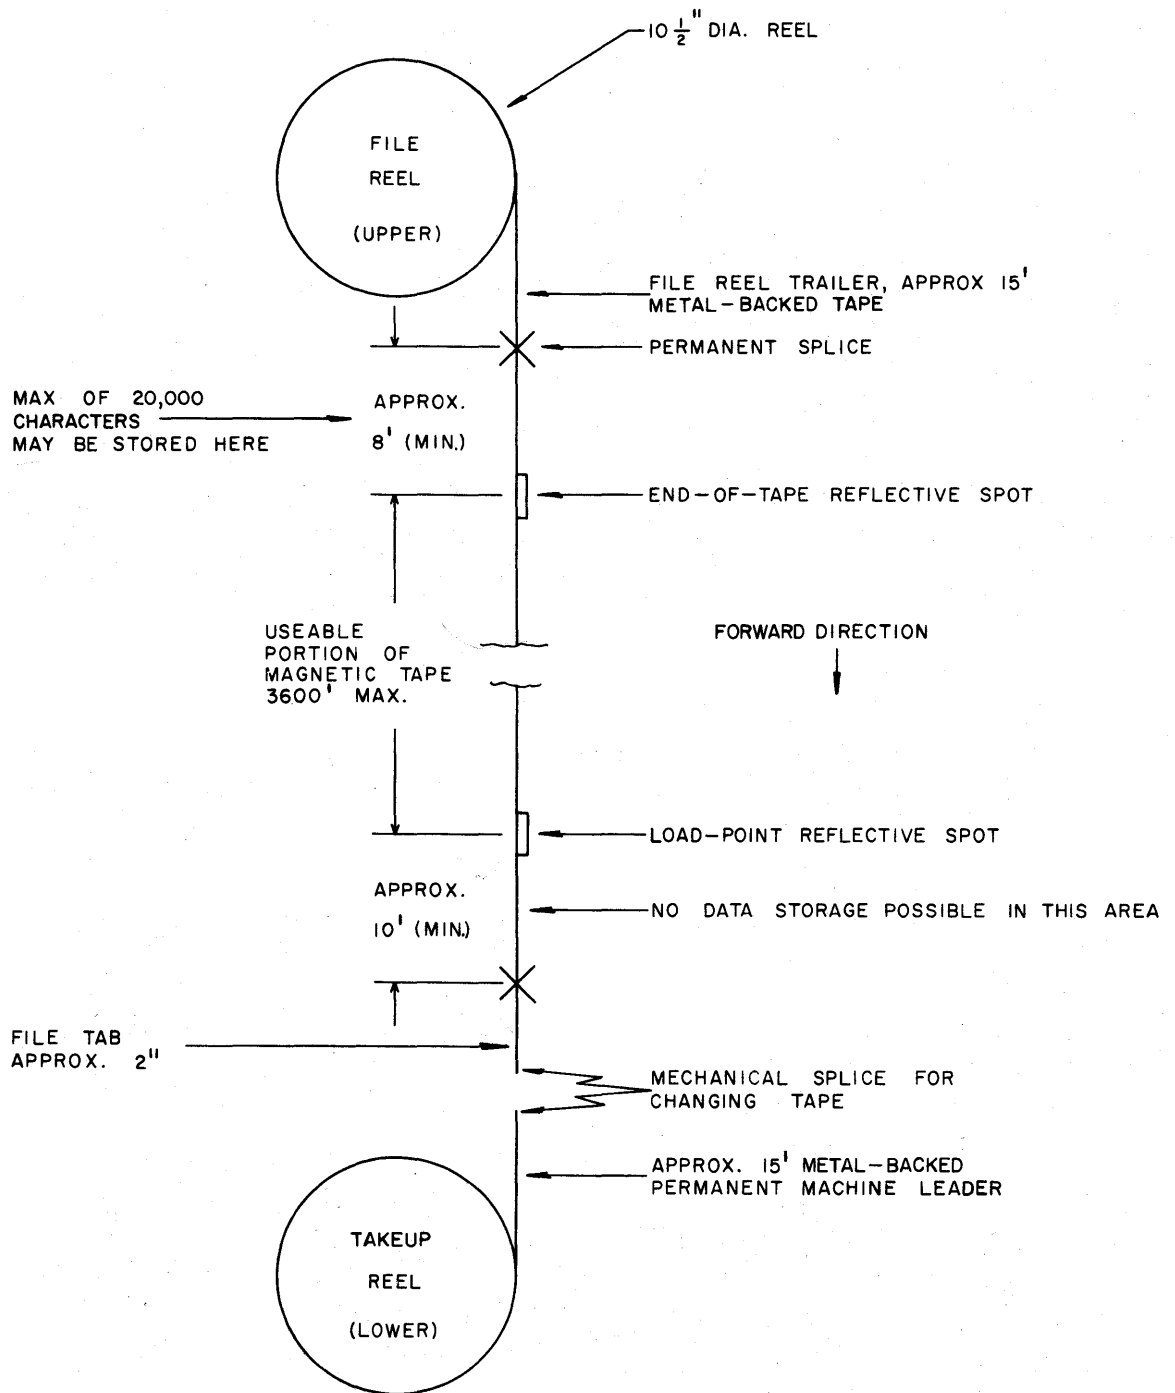 10 1/2" DIA. REEL
FILE
REEL
(UPPER)
FILE REEL TRAILER, APPROX 15'
METAL-BACKED TAPE
PERMANENT SPLICE
MAX OF 20,000
CHARACTERS
MAY BE STORED HERE
APPROX.
8' (MIN.)
END-OF-TAPE REFLECTIVE SPOT
USEABLE
PORTION OF
MAGNETIC TAPE
3600' MAX.
FORWARD DIRECTION
LOAD-POINT REFLECTIVE SPOT
APPROX.
10' (MIN.)
NO DATA STORAGE POSSIBLE IN THIS AREA
FILE TAB
APPROX. 2"
MECHANICAL SPLICE FOR
CHANGING TAPE
APPROX. 15' METAL-BACKED
PERMANENT MACHINE LEADER
TAKEUP
REEL
(LOWER)